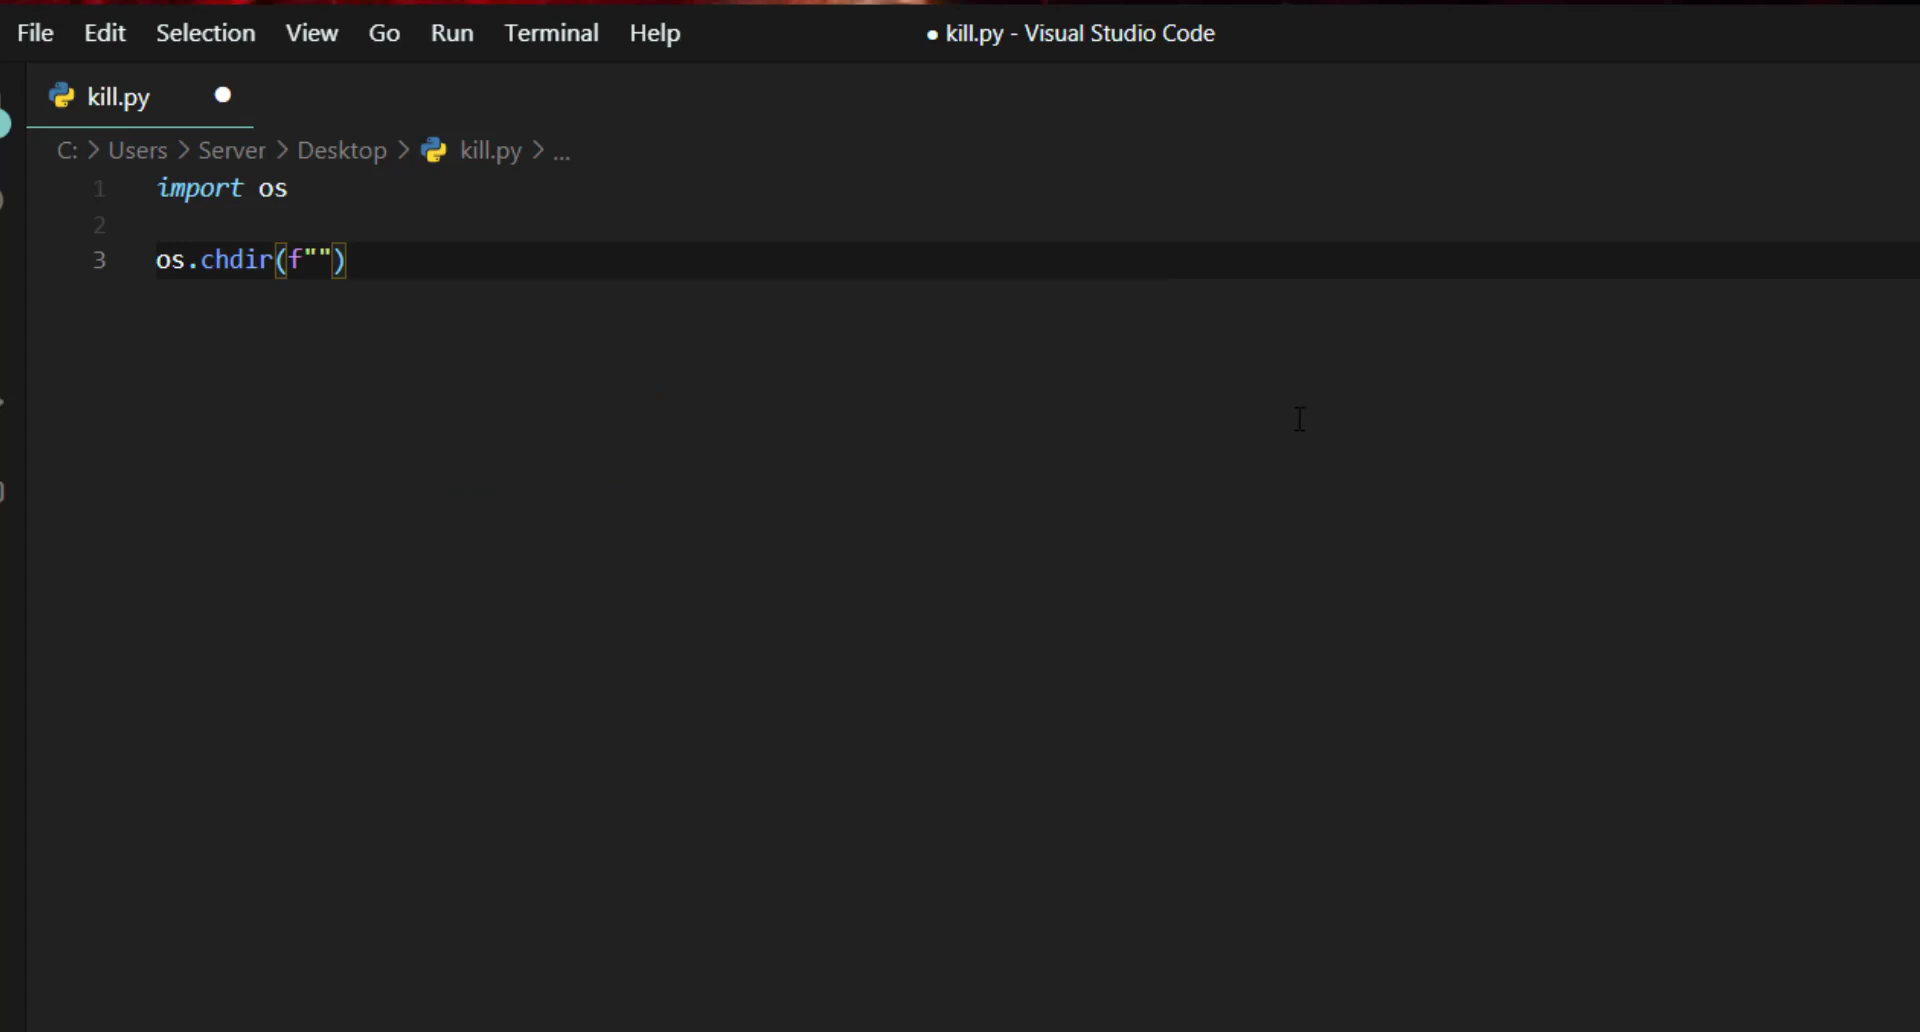 File Edit Selection View Go Run Terminal Help ● kill.py - Visual Studio Code
kill.py ●
C: > Users > Server > Desktop > kill.py > ...
1 import os
2
3 os.chdir(f"")